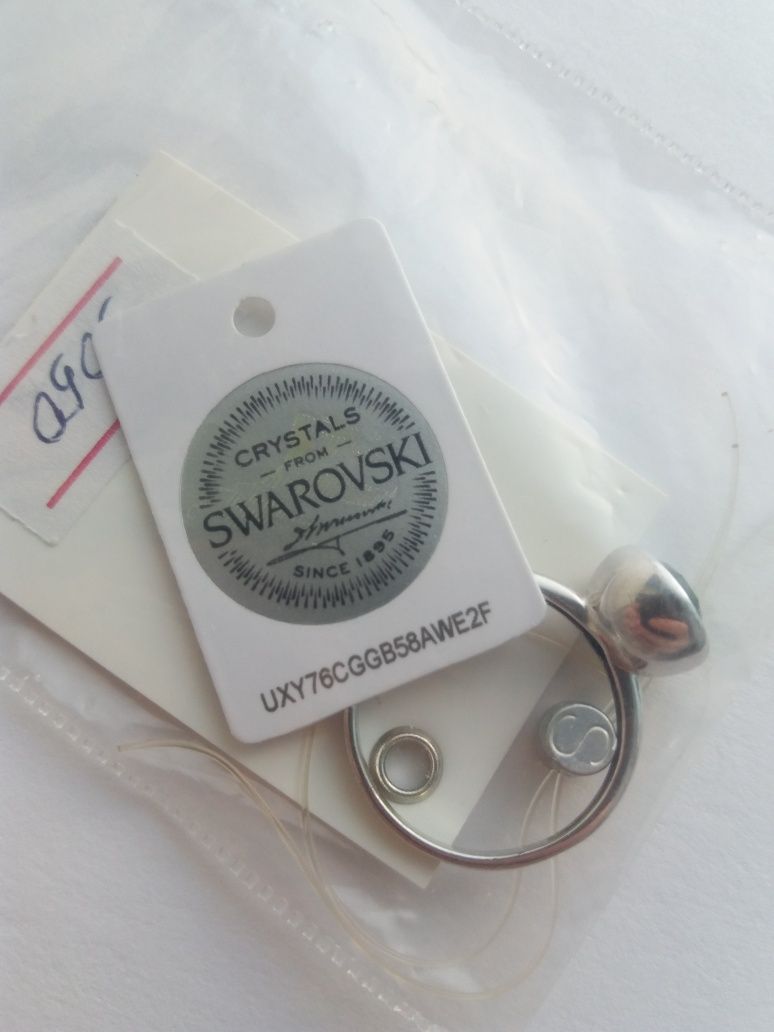 CRYSTALS
— FROM —
SWAROVSKI
SINCE 1895
UXY76CGGB58AWE2F
S